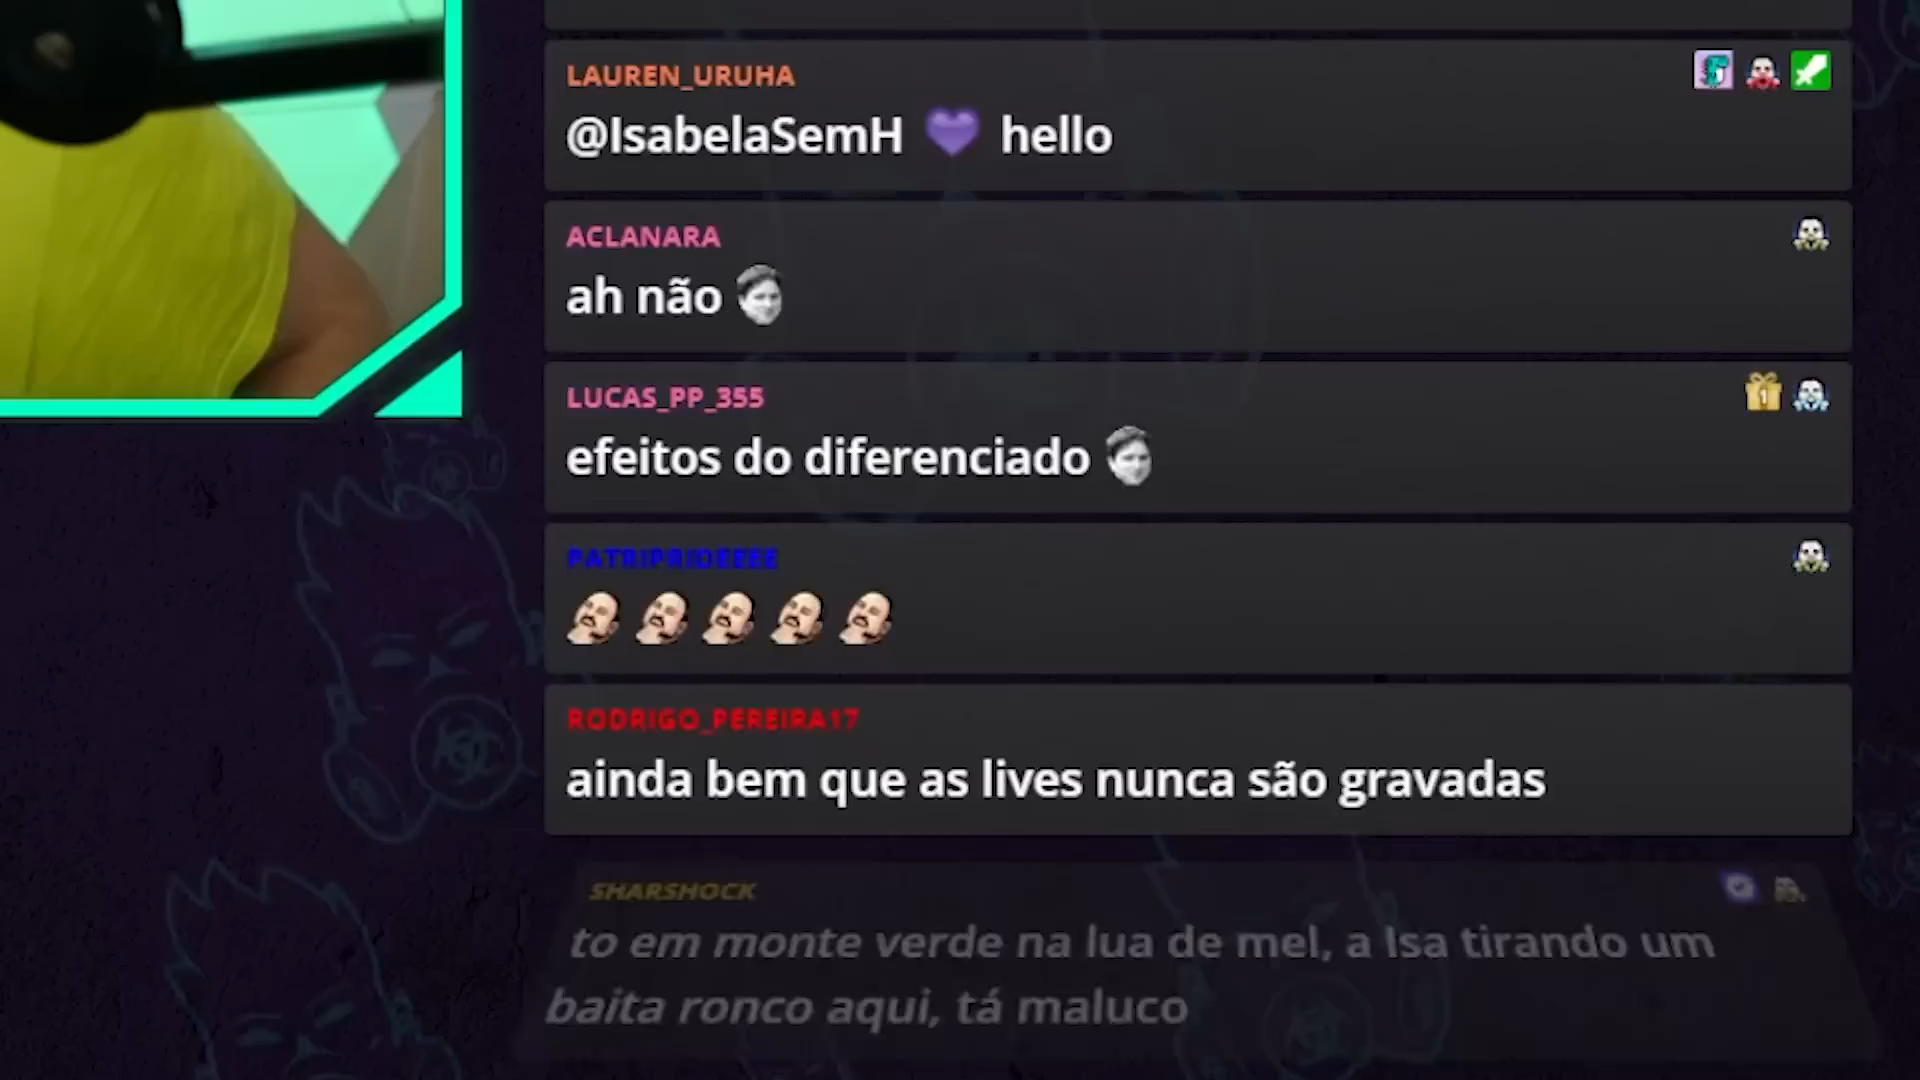 LAUREN_URUHA
@IsabelaSemH 💜 hello
ACLANARA
ah não
LUCAS_PP_355
efeitos do diferenciado
PATRIPRIDEEEE
RODRIGO_PEREIRA17
ainda bem que as lives nunca são gravadas
SHARSHOCK
to em monte verde na lua de mel, a Isa tirando um
baita ronco aqui, tá maluco